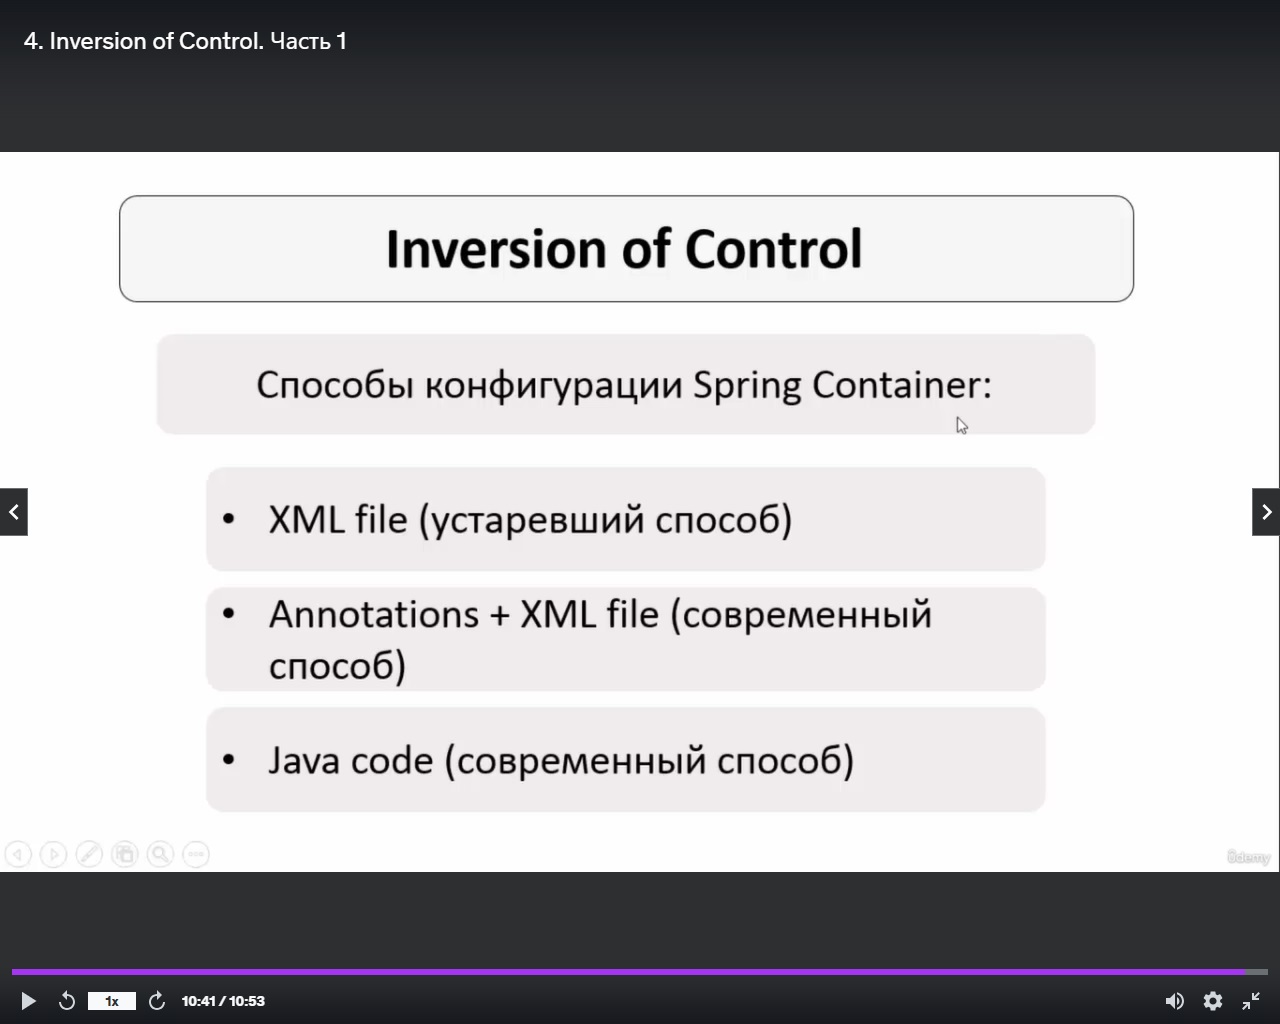 4. Inversion of Control. Часть 1
Inversion of Control
Способы конфигурации Spring Container:
• XML file (устаревший способ)
• Annotations + XML file (современный
способ)
• Java code (современный способ)
ûdemy
1x
10:41 / 10:53